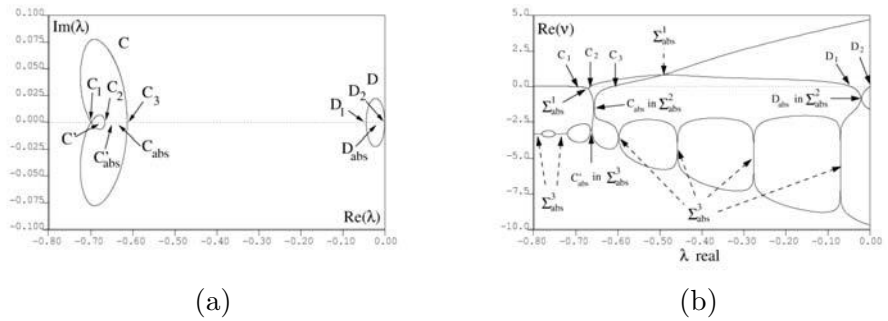 Im(λ)
0.100
0.075
0.050
0.025
0.000
-0.025
-0.050
-0.075
-0.100
C
C₁
C₂
C₃
C'
C'abs
Cabs
D
D₂
D₁
Dabs
Re(λ)
-0.80
-0.70
-0.60
-0.50
-0.40
-0.30
-0.20
-0.10
0.00
(a)
Re(ν)
5.0
2.5
0.0
-2.5
-5.0
-7.5
-10.0
Σ¹abs
C₁
C₂
C₃
D₁
D₂
Σ¹abs
Cabs in Σ²abs
Dabs in Σ²abs
C'abs in Σ³abs
Σ³abs
Σ³abs
-0.80
-0.70
-0.60
-0.50
-0.40
-0.30
-0.20
-0.10
0.00
λ real
(b)